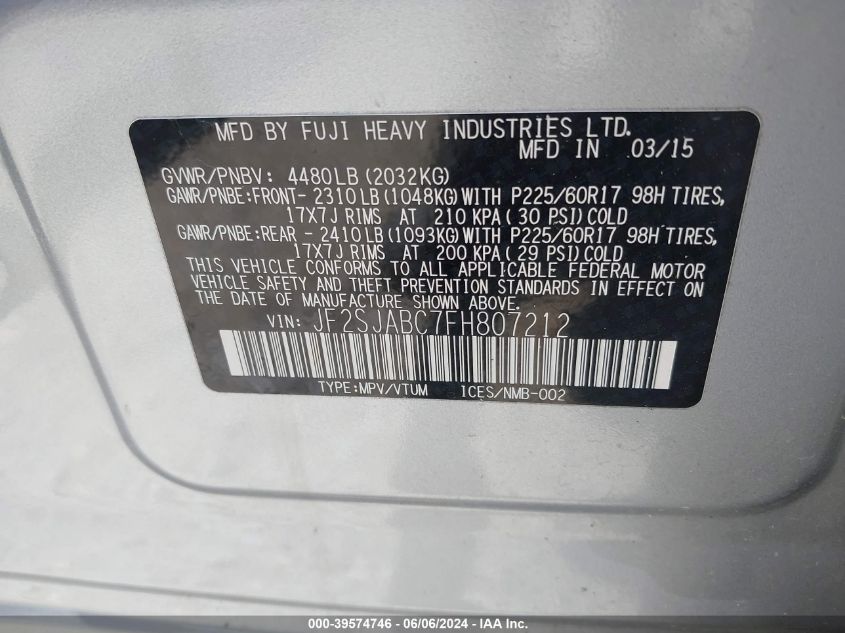 MFD BY FUJI HEAVY INDUSTRIES LTD.
MFD IN 03/15
GVWR/PNBV: 4480LB (2032KG)
GAWR/PNBE:FRONT- 2310LB (1048KG)WITH P225/60R17 98H TIRES,
17X7J RIMS AT 210 KPA( 30 PSI)COLD
GAWR/PNBE:REAR - 2410LB (1093KG)WITH P225/60R17 98H TIRES,
17X7J RIMS AT 200 KPA( 29 PSI)COLD
THIS VEHICLE CONFORMS TO ALL APPLICABLE FEDERAL MOTOR
VEHICLE SAFETY AND THEFT PREVENTION STANDARDS IN EFFECT ON
THE DATE OF MANUFACTURE SHOWN ABOVE.
VIN: JF2SJABC7FH807212
TYPE:MPV/VTUM ICES/NMB-002
000-39574746 - 06/06/2024 - IAA Inc.